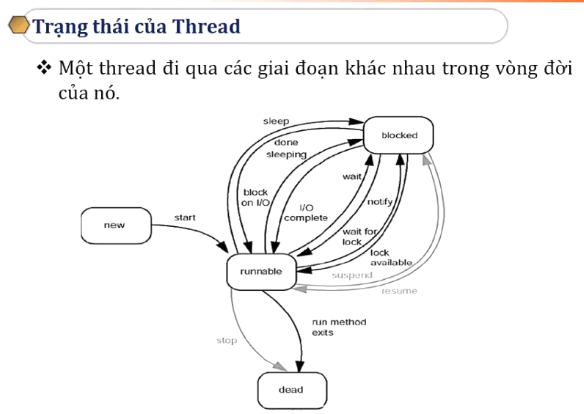 Trạng thái của Thread
❖ Một thread đi qua các giai đoạn khác nhau trong vòng đời
của nó.
sleep
blocked
done
sleeping
wait
block
on I/O
notify
I/O
complete
new
start
wait for
lock
lock
available
runnable
suspend
resume
run method
exits
stop
dead